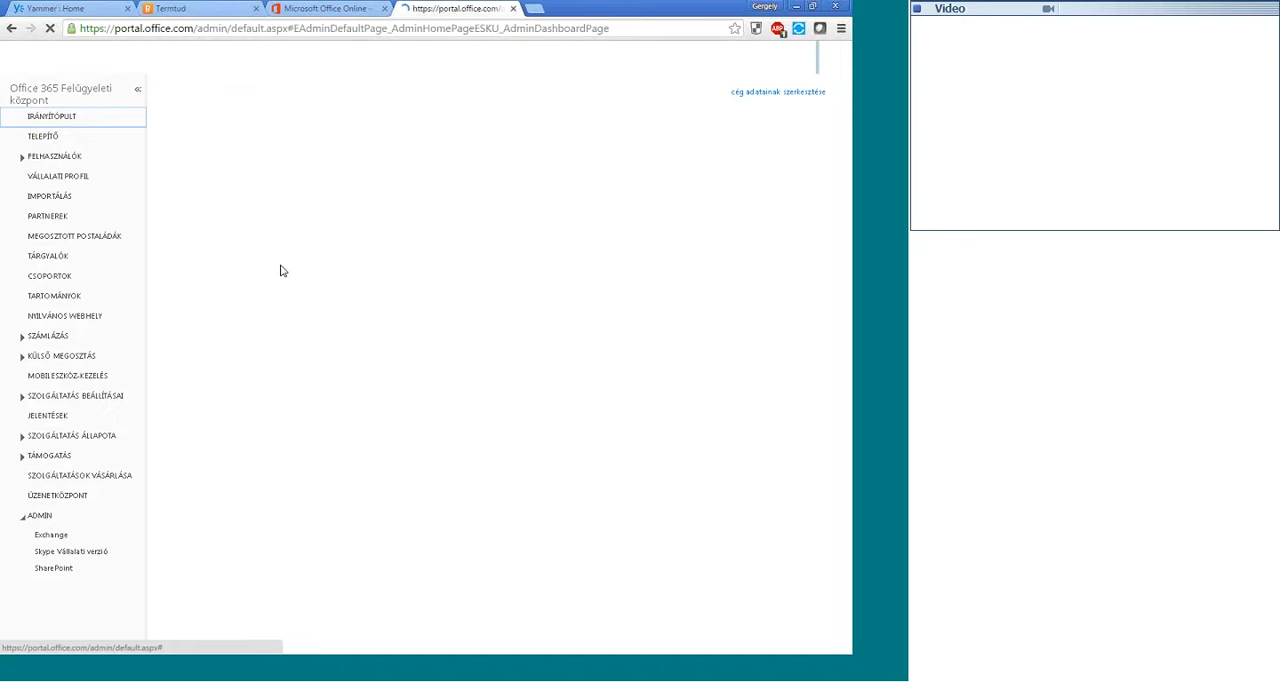 Yammer : Home
Termtud
Microsoft Office Online -
https://portal.office.com/
Gergely
https://portal.office.com/admin/default.aspx#EAdminDefaultPage_AdminHomePageESKU_AdminDashboardPage
ABP
Video
Office 365 Felügyeleti
központ
cég adatainak szerkesztése
IRÁNYÍTÓPULT
TELEPÍTŐ
FELHASZNÁLÓK
VÁLLALATI PROFIL
IMPORTÁLÁS
PARTNEREK
MEGOSZTOTT POSTALÁDÁK
TÁRGYALÓK
CSOPORTOK
TARTOMÁNYOK
NYILVÁNOS WEBHELY
SZÁMLÁZÁS
KÜLSŐ MEGOSZTÁS
MOBILESZKÖZ-KEZELÉS
SZOLGÁLTATÁS BEÁLLÍTÁSAI
JELENTÉSEK
SZOLGÁLTATÁS ÁLLAPOTA
TÁMOGATÁS
SZOLGÁLTATÁSOK VÁSÁRLÁSA
ÜZENETKÖZPONT
ADMIN
Exchange
Skype Vállalati verzió
SharePoint
https://portal.office.com/admin/default.aspx#